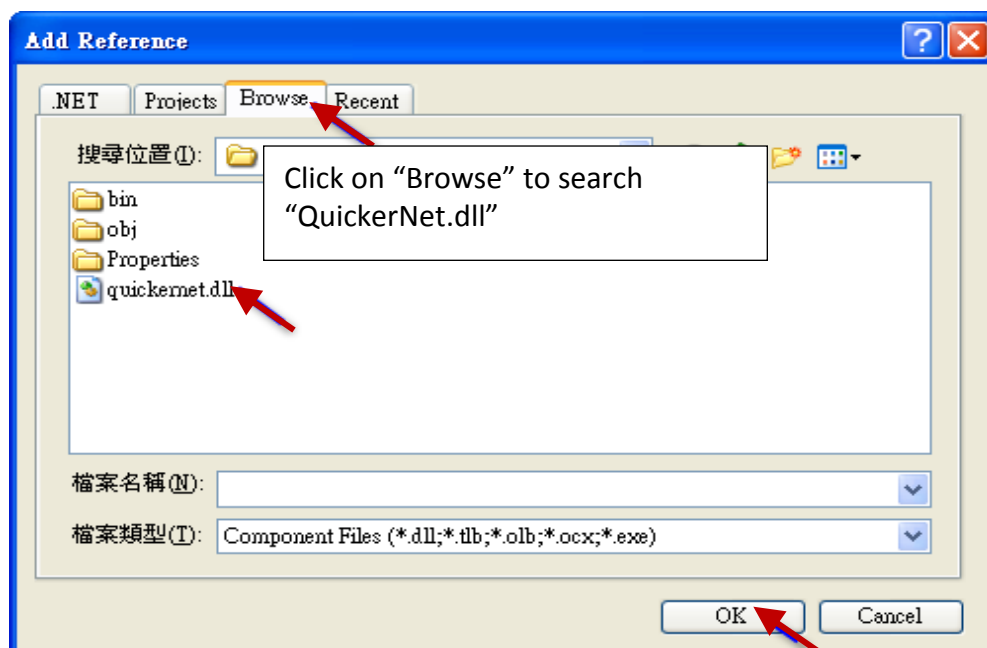 Add Reference
.NET Projects Browse Recent
搜尋位置(I):
Click on “Browse” to search
“QuickerNet.dll”
bin
obj
Properties
quickernet.dll
檔案名稱(N):
檔案類型(T): Component Files (*.dll;*.tlb;*.olb;*.ocx;*.exe)
OK Cancel